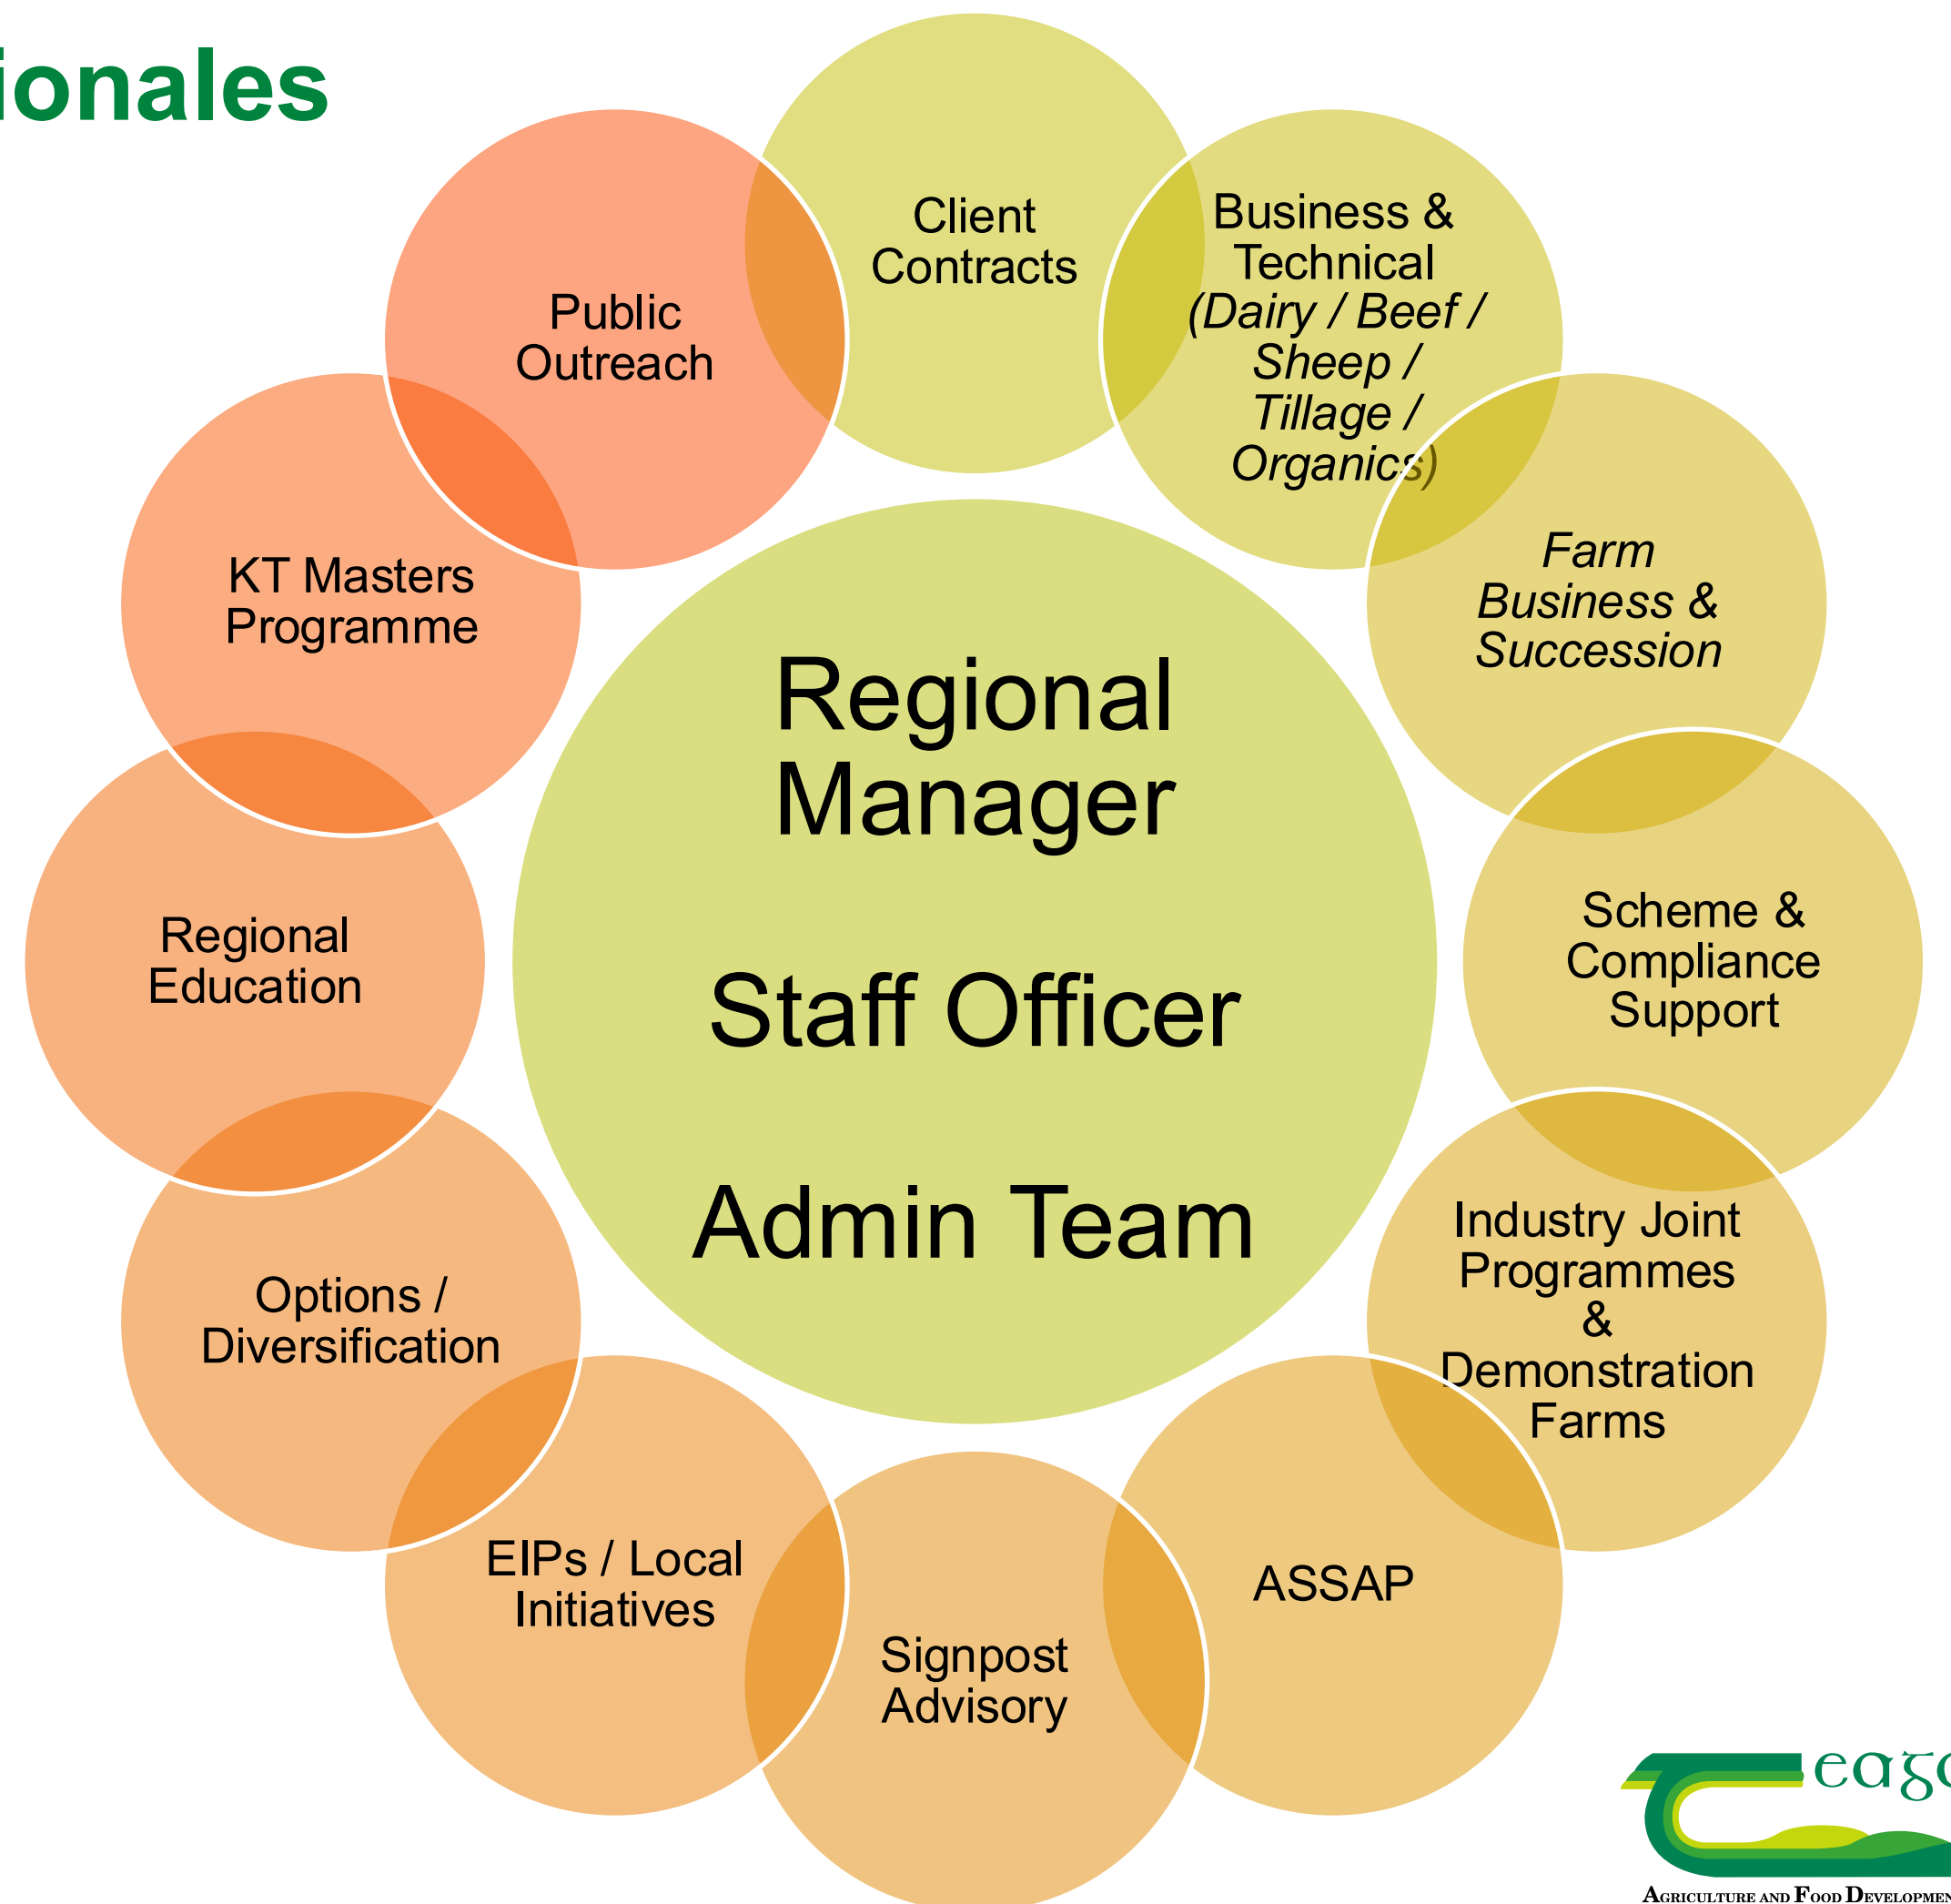 ionales
Client
Contracts
Business &
Technical
(Dairy / Beef /
Sheep /
Tillage /
Organics)
Farm
Business &
Succession
Scheme &
Compliance
Support
Industry Joint
Programmes
&
Demonstration
Farms
ASSAP
Signpost
Advisory
EIPs / Local
Initiatives
Options /
Diversification
Regional
Education
KT Masters
Programme
Public
Outreach
Regional
Manager
Staff Officer
Admin Team
AGRICULTURE AND FOOD DEVELOPMEN